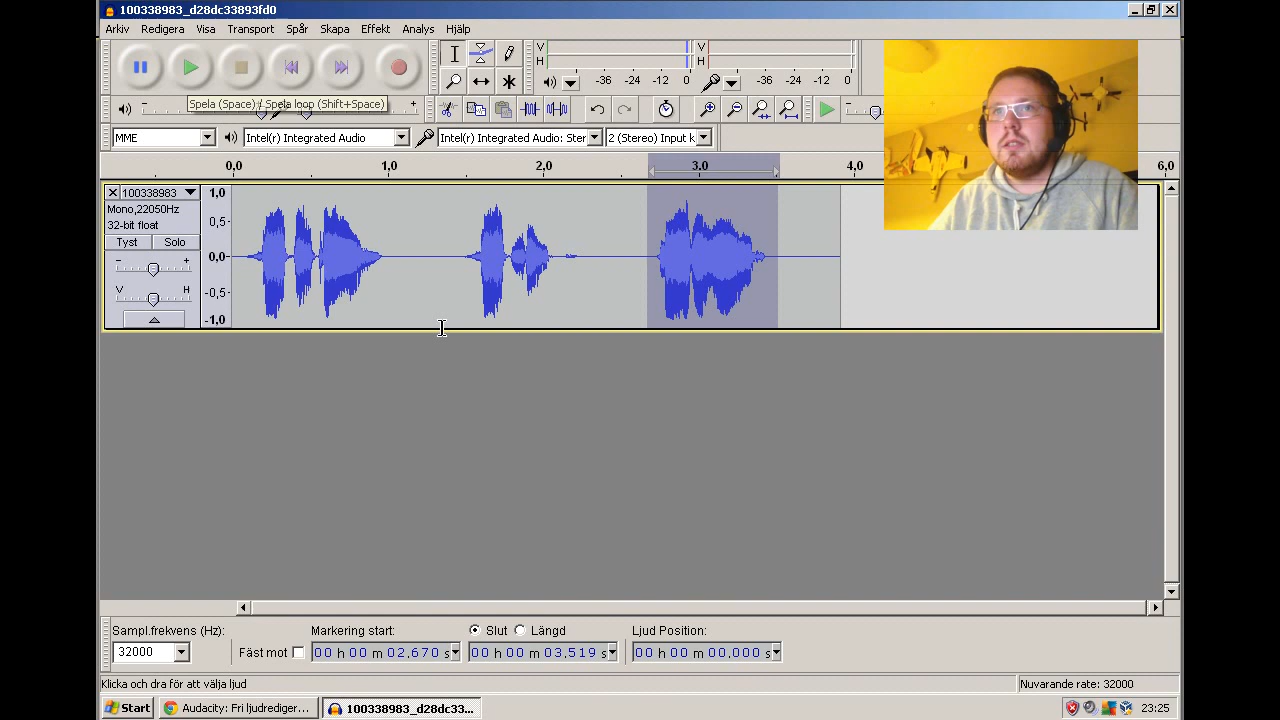 100338983_d28dc33893fd0
Arkiv Redigera Visa Transport Spår Skapa Effekt Analys Hjälp
V
H
-36 -24 -12 0
V
H
-36 -24 -12 0
Spela (Space) / Spela loop (Shift+Space)
MME Intel(r) Integrated Audio Intel(r) Integrated Audio: Ster 2 (Stereo) Input k
0,0 1,0 2,0 3,0 4,0 6,0
100338983
Mono,22050Hz
32-bit float
Tyst Solo
- +
V H
1,0
0,5-
0,0-
-0,5-
-1,0
Sampl.frekvens (Hz): Markering start: Slut Längd Ljud Position:
32000 Fäst mot 00 h 00 m 02.670 s 00 h 00 m 03.519 s 00 h 00 m 00.000 s
Klicka och dra för att välja ljud Nuvarande rate: 32000
Start Audacity: Fri ljudrediger... 100338983_d28dc33... 23:25